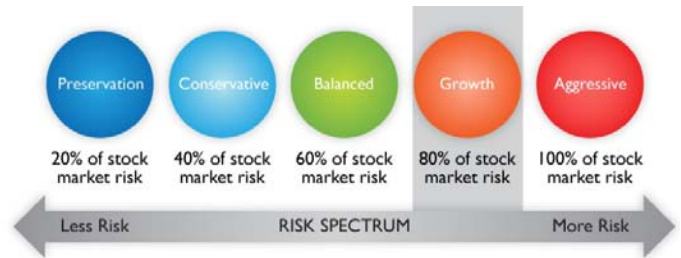 Preservation
Conservative
Balanced
Growth
Aggressive
20% of stock
market risk
40% of stock
market risk
60% of stock
market risk
80% of stock
market risk
100% of stock
market risk
Less Risk
RISK SPECTRUM
More Risk